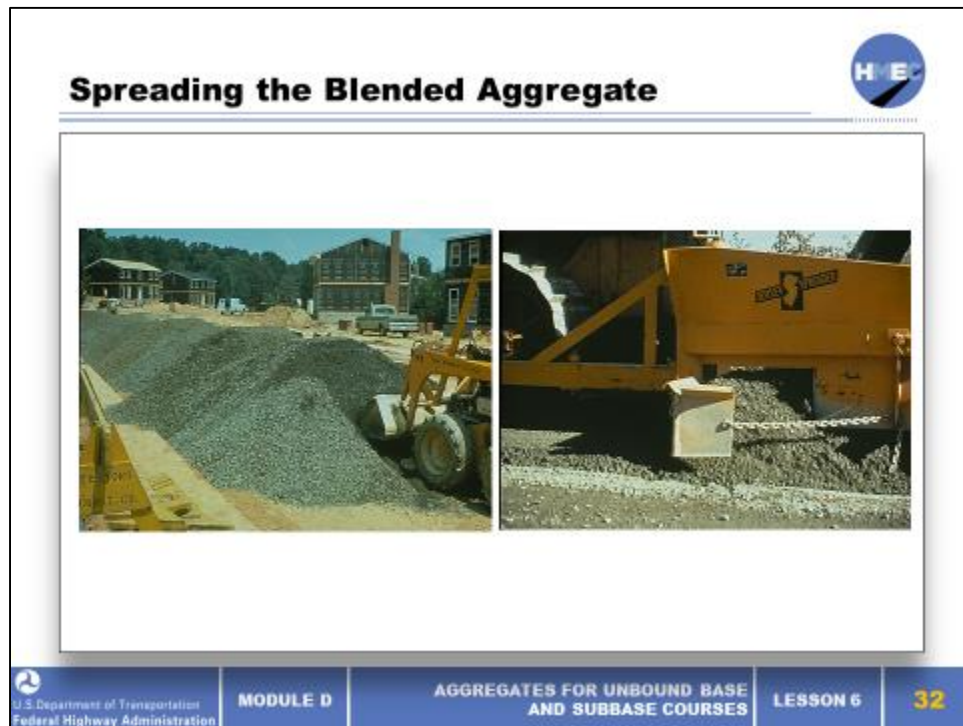 Spreading the Blended Aggregate
HMEC
U.S. Department of Transportation
Federal Highway Administration
MODULE D
AGGREGATES FOR UNBOUND BASE
AND SUBBASE COURSES
LESSON 6
32